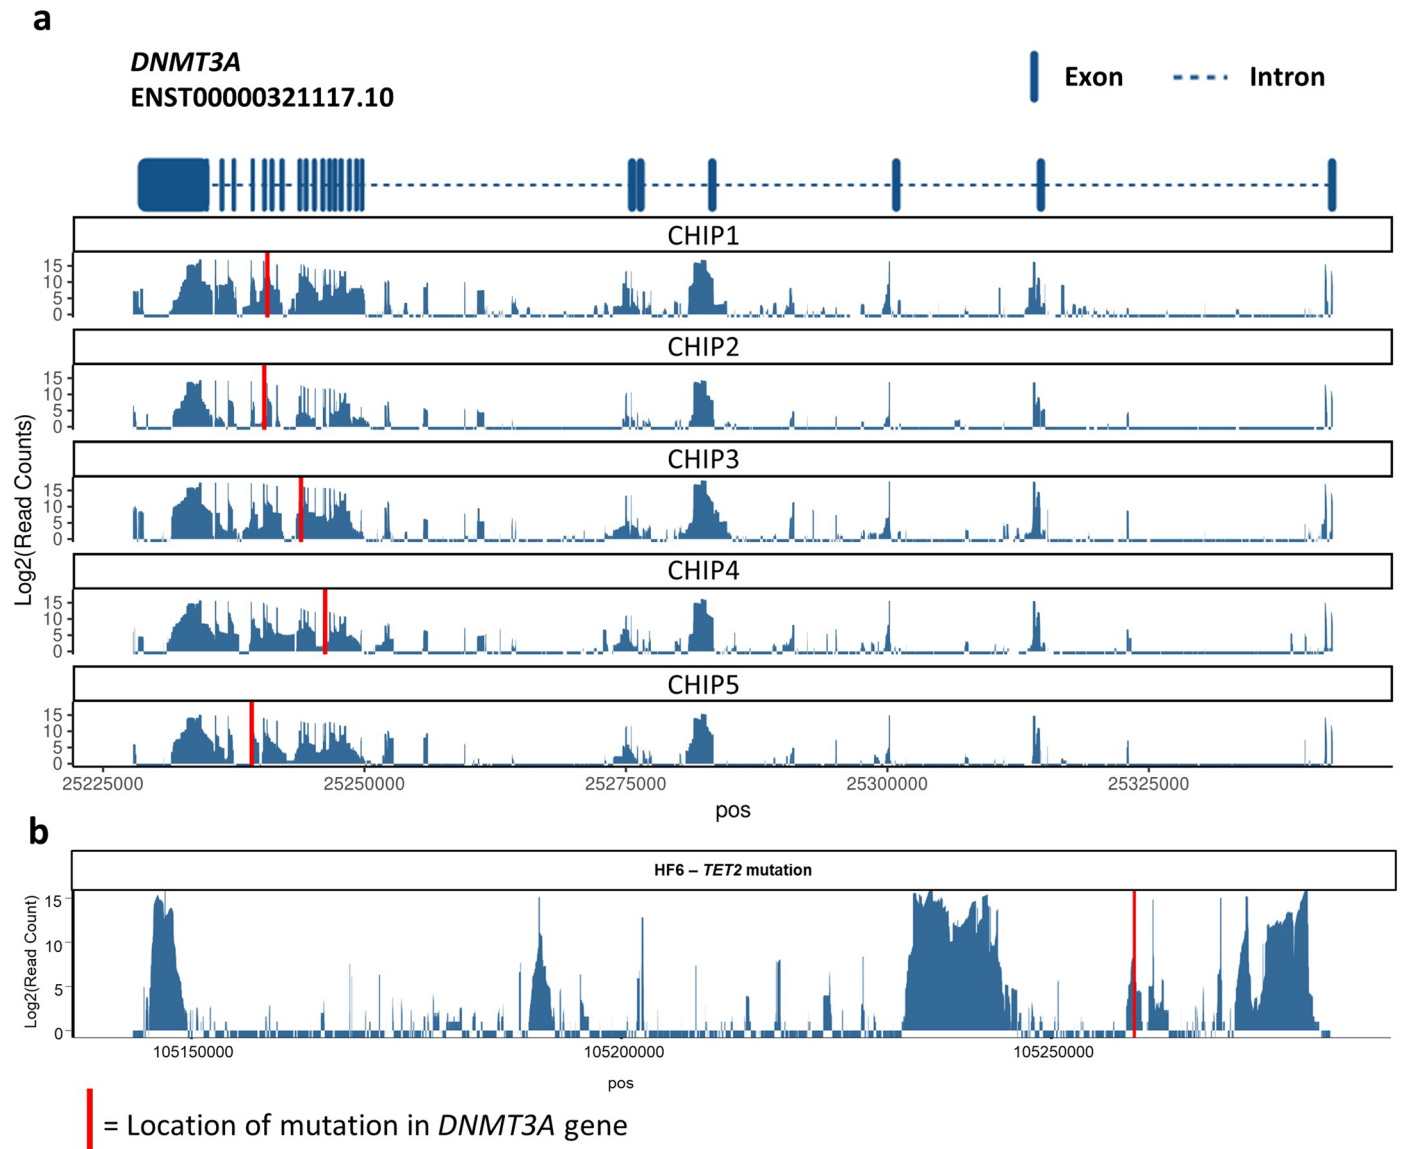 a
DNMT3A
ENST00000321117.10
Exon
Intron
CHIP1
15
10
5
0
CHIP2
15
10
5
0
CHIP3
15
10
5
0
CHIP4
15
10
5
0
CHIP5
15
10
5
0
Log2(Read Counts)
25225000 25250000 25275000 25300000 25325000
pos
b
HF6 – TET2 mutation
15
10
5
0
Log2(Read Count)
105150000 105200000 105250000
pos
= Location of mutation in DNMT3A gene